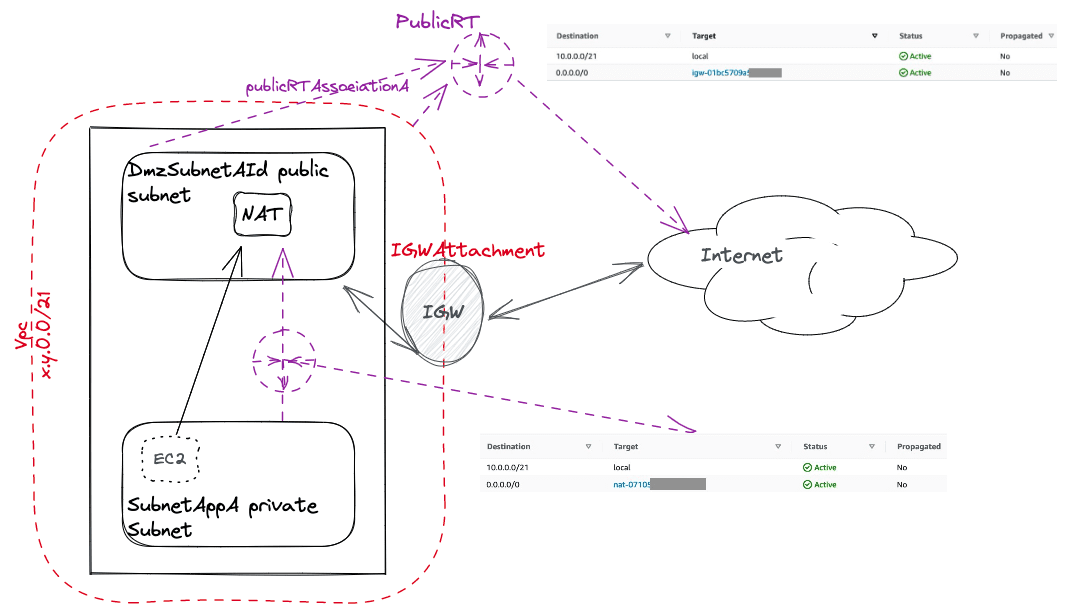 PublicRT
Destination Target Status Propagated
10.0.0.0/21 local Active No
0.0.0.0/0 igw-01bc5709a Active No
publicRTAssociationA
DmzSubnetAId public
subnet
NAT
IGWAttachment
IGW
Internet
Vpc
x.y.0.0/21
EC2
SubnetAppA private
Subnet
Destination Target Status Propagated
10.0.0.0/21 local Active No
0.0.0.0/0 nat-0710 Active No